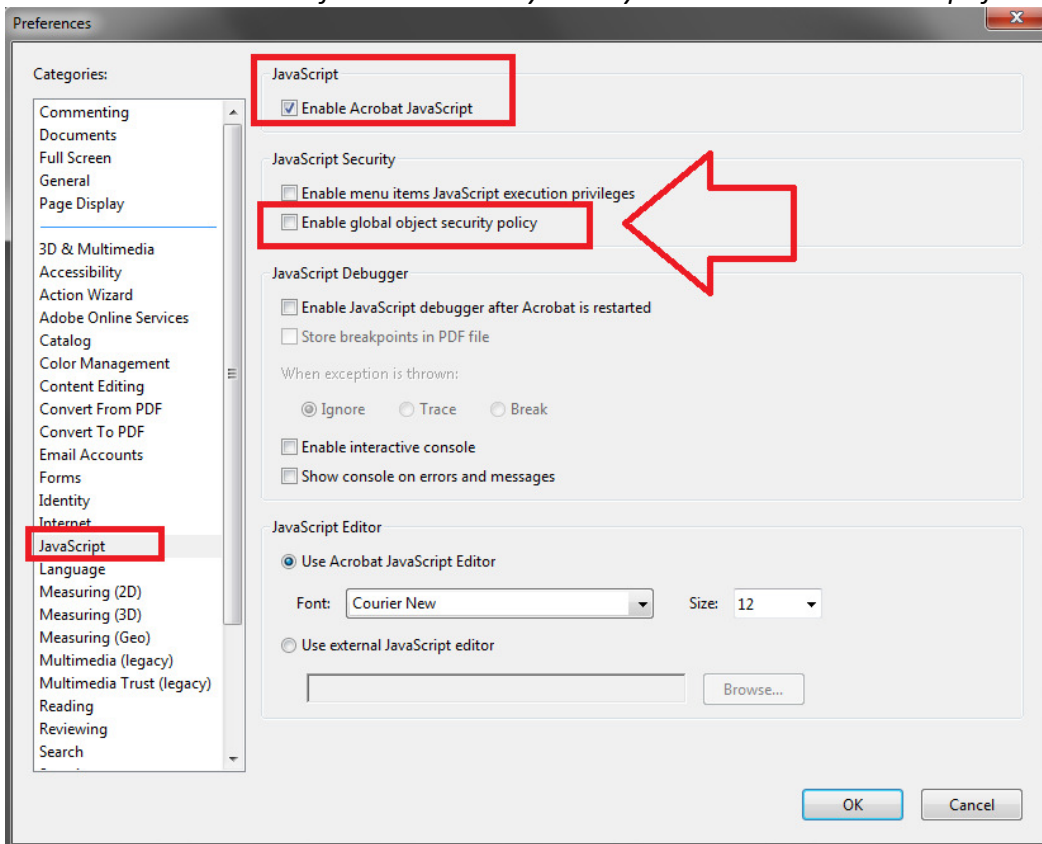 Preferences
Categories:
Commenting
Documents
Full Screen
General
Page Display
3D & Multimedia
Accessibility
Action Wizard
Adobe Online Services
Catalog
Color Management
Content Editing
Convert From PDF
Convert To PDF
Email Accounts
Forms
Identity
Internet
JavaScript
Language
Measuring (2D)
Measuring (3D)
Measuring (Geo)
Multimedia (legacy)
Multimedia Trust (legacy)
Reading
Reviewing
Search
JavaScript
Enable Acrobat JavaScript
JavaScript Security
Enable menu items JavaScript execution privileges
Enable global object security policy
JavaScript Debugger
Enable JavaScript debugger after Acrobat is restarted
Store breakpoints in PDF file
When exception is thrown:
Ignore Trace Break
Enable interactive console
Show console on errors and messages
JavaScript Editor
Use Acrobat JavaScript Editor
Font: Courier New Size: 12
Use external JavaScript editor
Browse...
OK Cancel